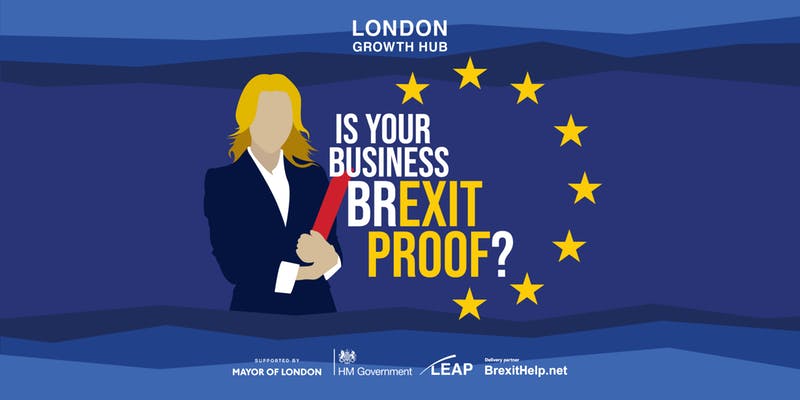 LONDON
GROWTH HUB
IS YOUR
BUSINESS
BREXIT
PROOF?
SUPPORTED BY
MAYOR OF LONDON
HM Government
LEAP
Delivery partner
BrexitHelp.net